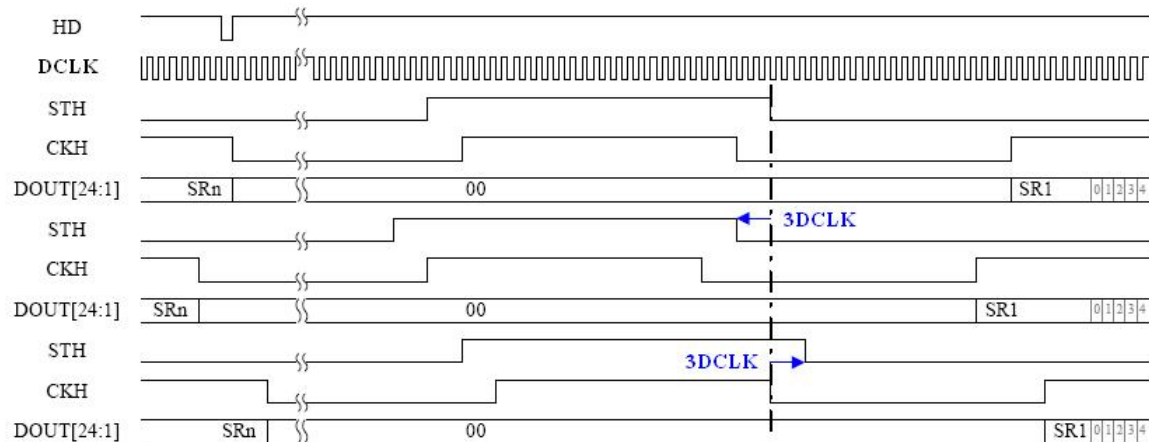 HD
DCLK
STH
CKH
DOUT[24:1] SRn 00 SR1 0 1 2 3 4
STH 3DCLK
CKH
DOUT[24:1] SRn 00 SR1 0 1 2 3 4
STH 3DCLK
CKH
DOUT[24:1] SRn 00 SR1 0 1 2 3 4